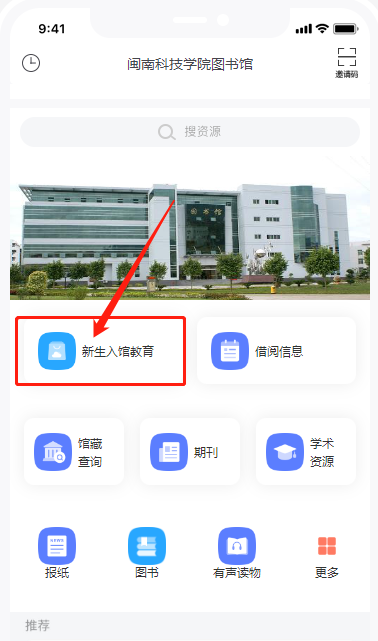 9:41
闽南科技学院图书馆
邀请码
搜资源
图书馆
新生入馆教育
借阅信息
馆藏
查询
期刊
学术
资源
NEWS
报纸
图书
有声读物
更多
推荐